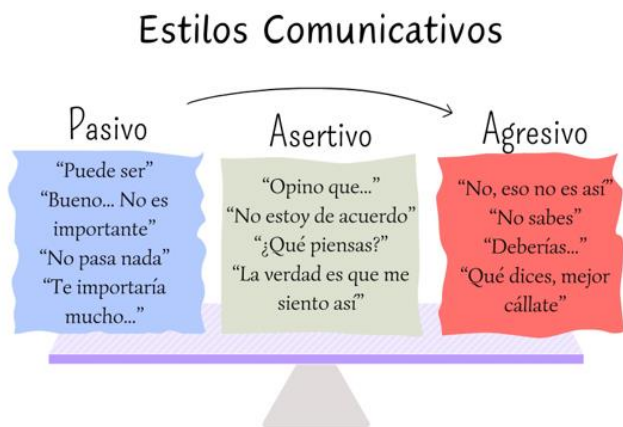 Estilos Comunicativos
Pasivo
“Puede ser”
“Bueno... No es
importante”
“No pasa nada”
“Te importaría
mucho...”
Asertivo
“Opino que...”
“No estoy de acuerdo”
“¿Qué piensas?”
“La verdad es que me
siento así”
Agresivo
“No, eso no es así”
“No sabes”
“Deberías...”
“Qué dices, mejor
cállate”